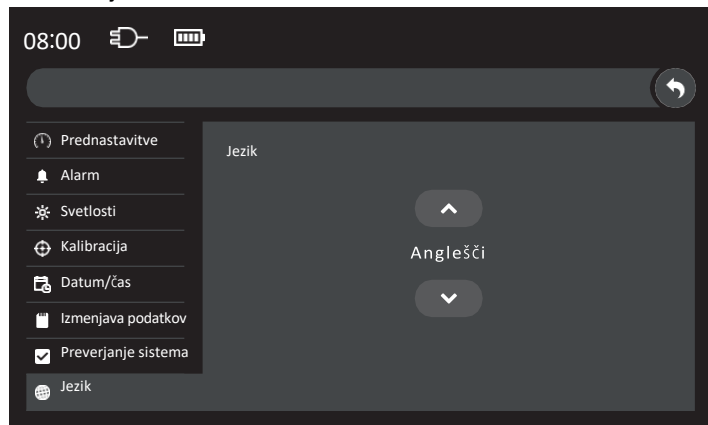 08:00
Prednastavitve
Alarm
Svetlosti
Kalibracija
Datum/čas
Izmenjava podatkov
Preverjanje sistema
Jezik
Jezik
Anglešči